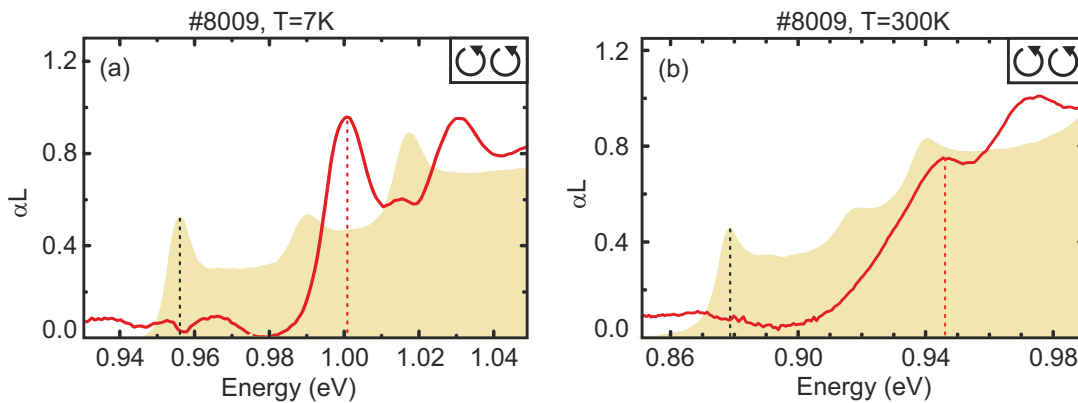 #8009, T=7K
(a)
αL
1.2
0.8
0.4
0.0
0.94 0.96 0.98 1.00 1.02 1.04
Energy (eV)
#8009, T=300K
(b)
αL
1.2
0.8
0.4
0.0
0.86 0.90 0.94 0.98
Energy (eV)